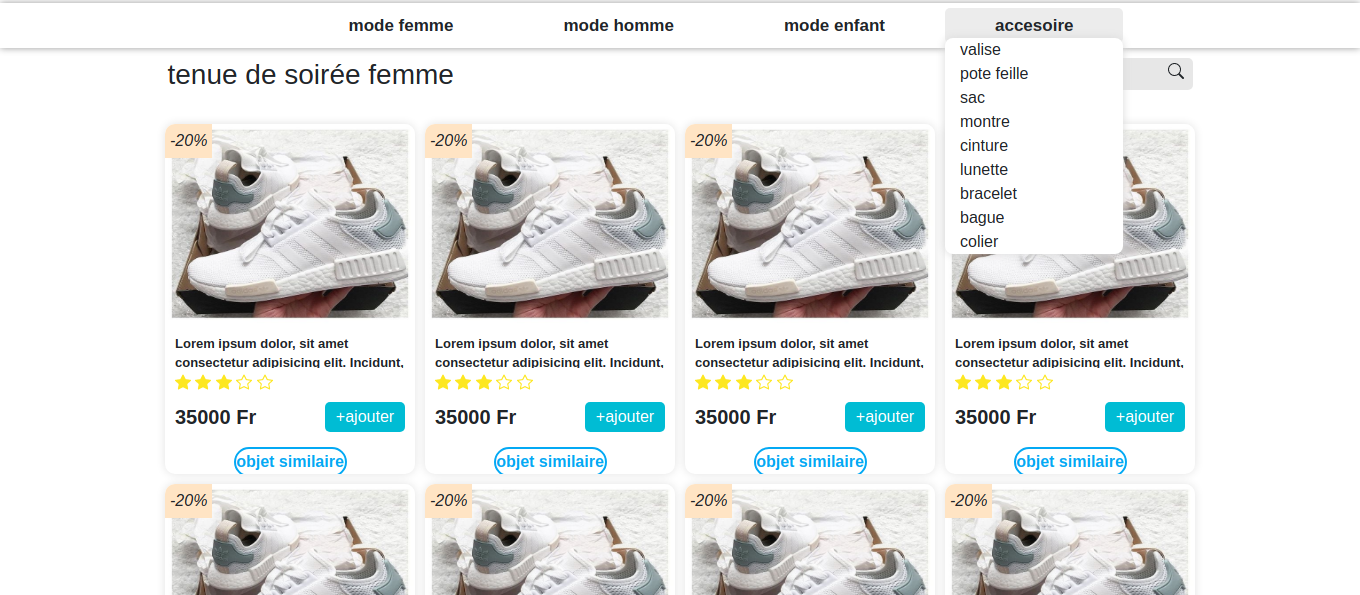 mode femme mode homme mode enfant accesoire
valise
pote feille
sac
montre
cinture
lunette
bracelet
bague
colier
tenue de soirée femme
-20% -20% -20%
Lorem ipsum dolor, sit amet Lorem ipsum dolor, sit amet Lorem ipsum dolor, sit amet Lorem ipsum dolor, sit amet
consectetur adipisicing elit. Incidunt, consectetur adipisicing elit. Incidunt, consectetur adipisicing elit. Incidunt, consectetur adipisicing elit. Incidunt,
35000 Fr +ajouter 35000 Fr +ajouter 35000 Fr +ajouter 35000 Fr +ajouter
objet similaire objet similaire objet similaire objet similaire
-20% -20% -20% -20%